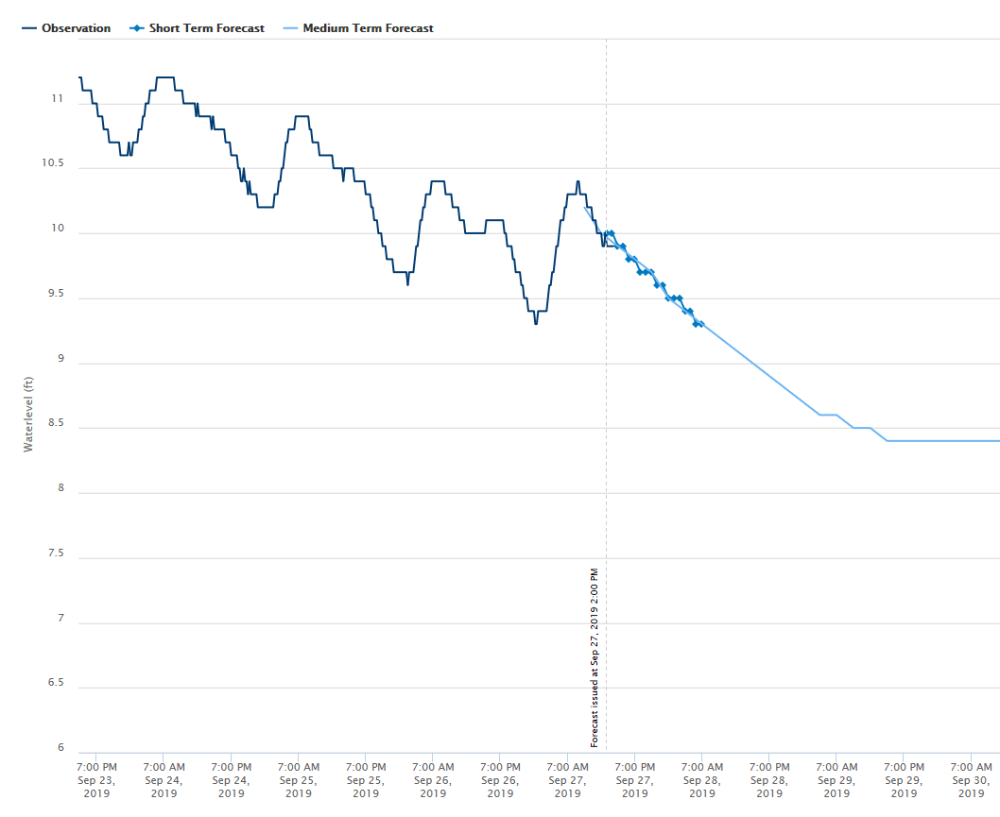 Observation Short Term Forecast Medium Term Forecast
11
10.5
10
9.5
9
8.5
8
7.5
7
6.5
6
Waterlevel (ft)
Forecast issued at Sep 27, 2019 2:00 PM
7:00 PM 7:00 AM 7:00 PM 7:00 AM 7:00 PM 7:00 AM 7:00 PM 7:00 AM 7:00 PM 7:00 AM 7:00 PM 7:00 AM 7:00 PM 7:00 AM
Sep 23, Sep 24, Sep 24, Sep 25, Sep 25, Sep 26, Sep 26, Sep 27, Sep 27, Sep 28, Sep 28, Sep 29, Sep 29, Sep 30,
2019 2019 2019 2019 2019 2019 2019 2019 2019 2019 2019 2019 2019 2019